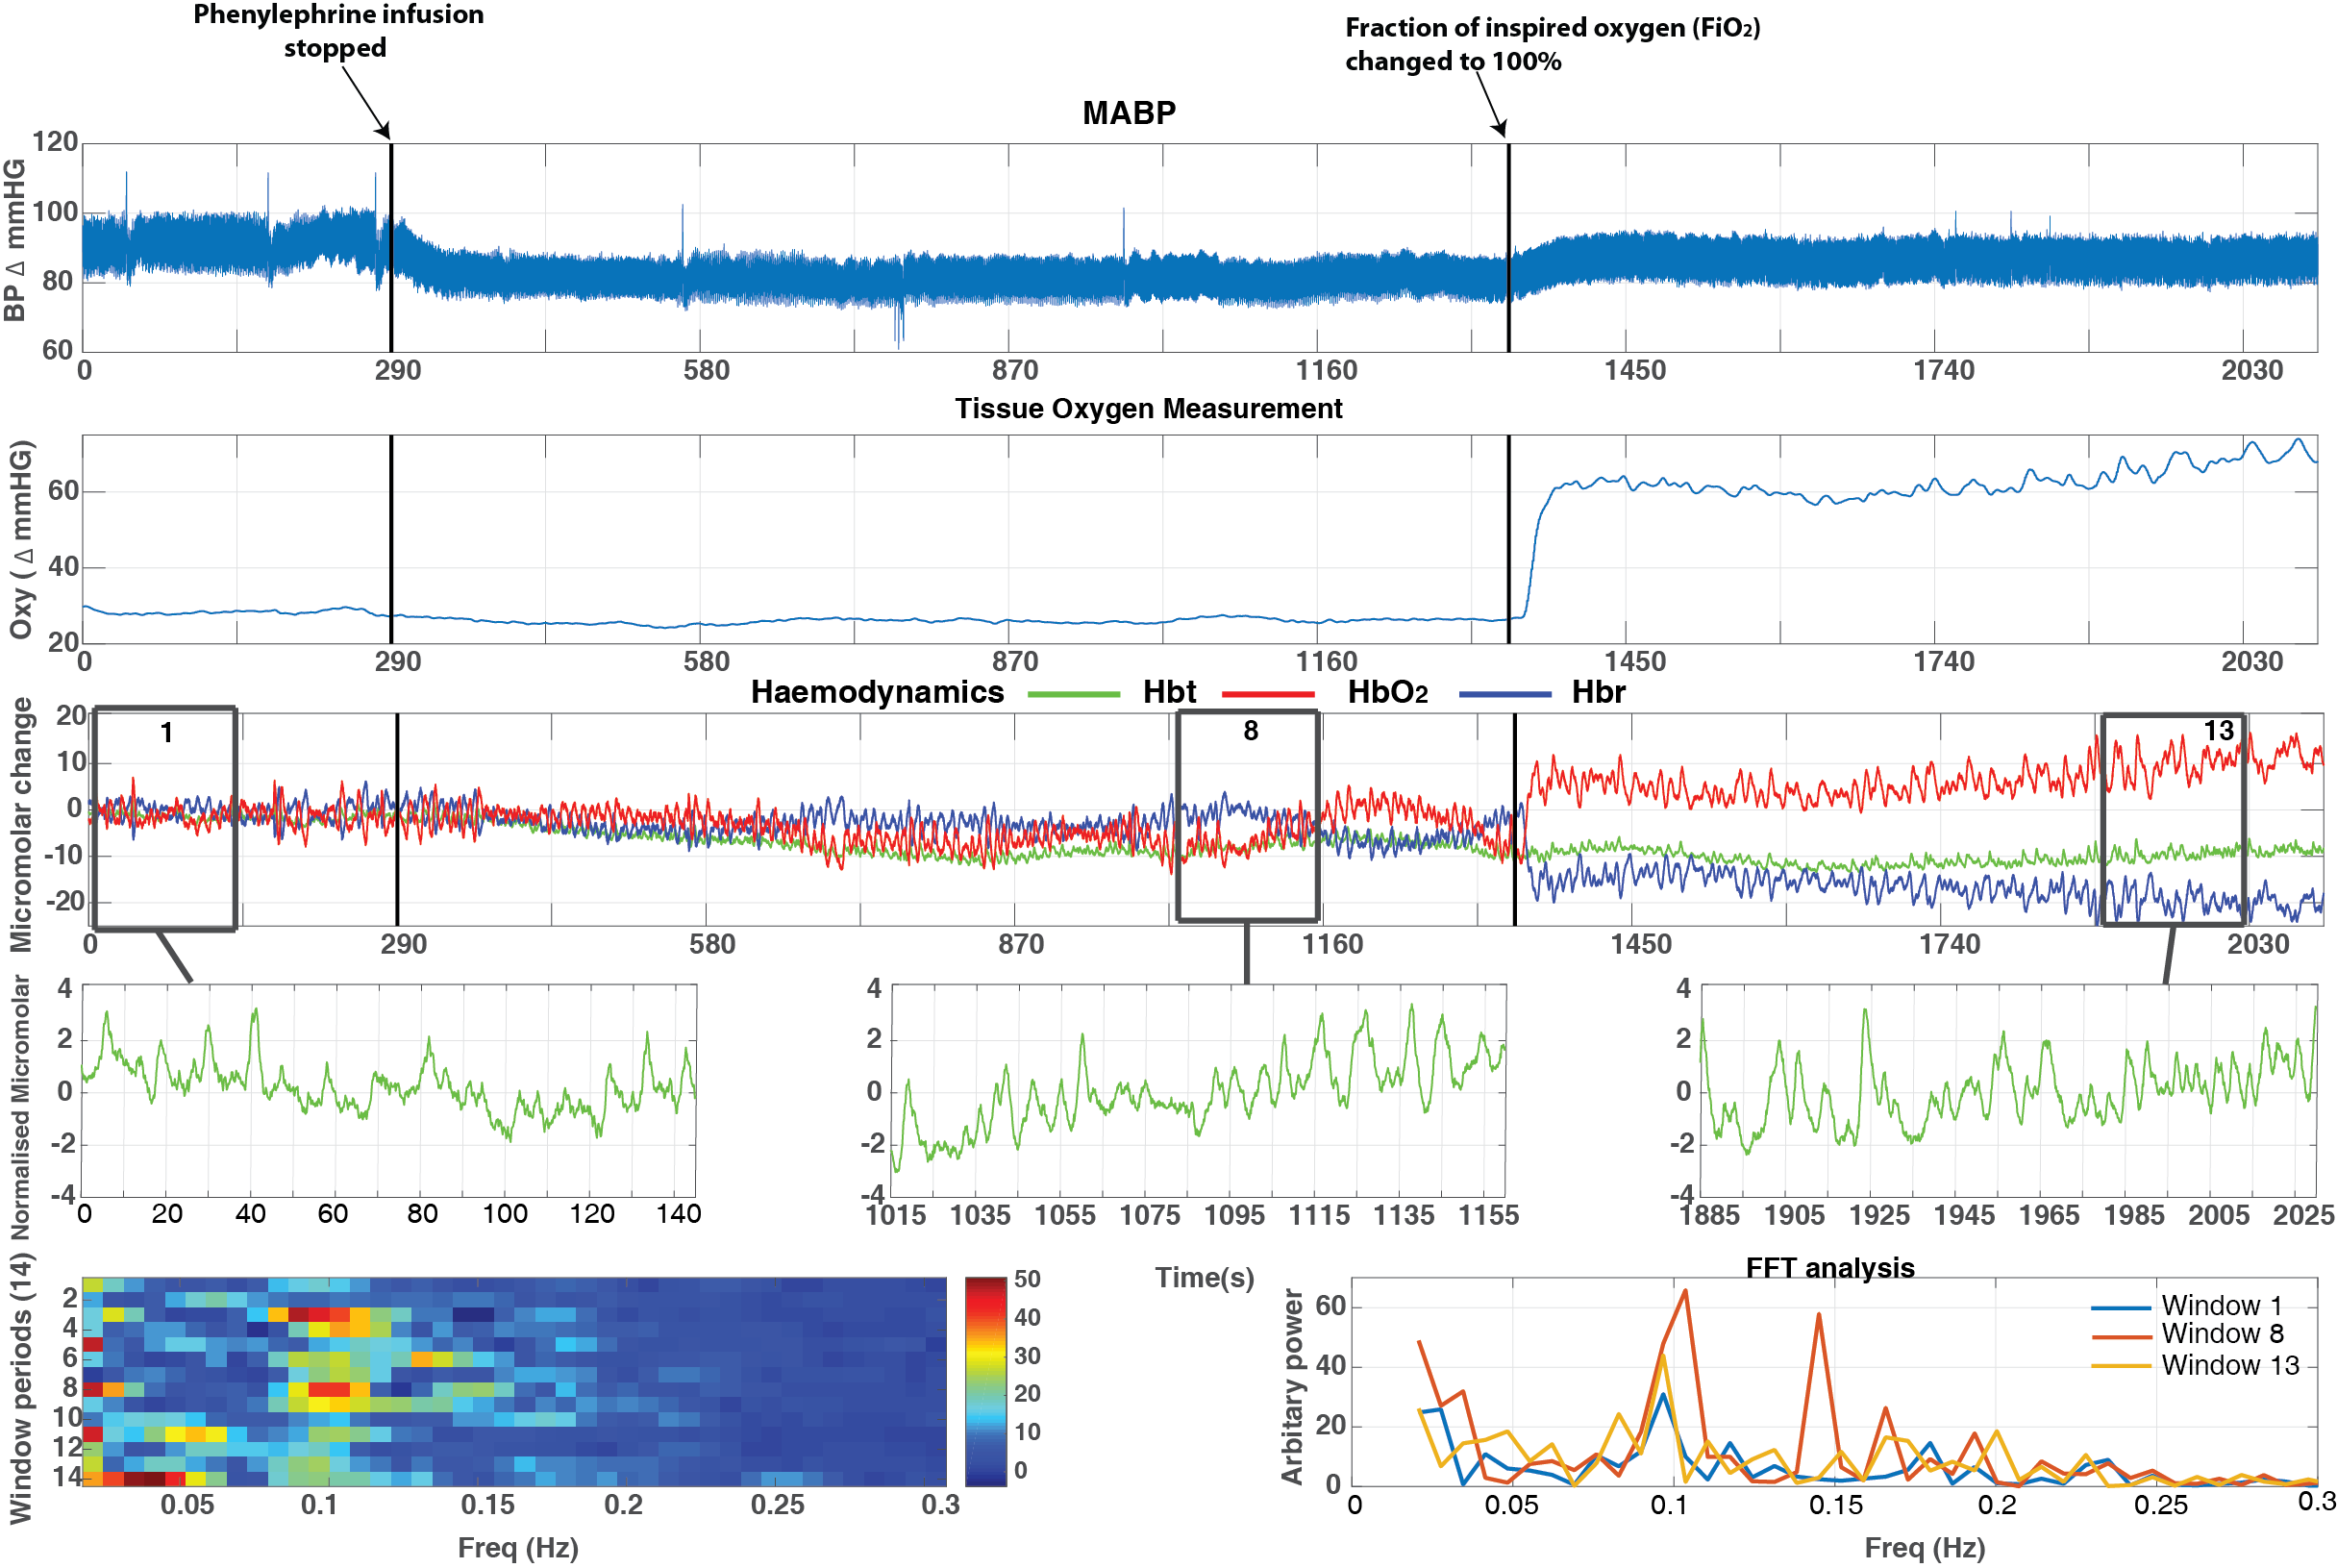 Phenylephrine infusion
stopped
Fraction of inspired oxygen (FiO2)
changed to 100%
MABP
BP Δ mmHG
120
100
80
60
0 290 580 870 1160 1450 1740 2030
Tissue Oxygen Measurement
Oxy ( Δ mmHG)
60
40
20
0 290 580 870 1160 1450 1740 2030
Haemodynamics Hbt HbO2 Hbr
Micromolar change
20
10
0
-10
-20
1 8 13
0 290 580 870 1160 1450 1740 2030
Normalised Micromolar
4
2
0
-2
-4
0 20 40 60 80 100 120 140
4
2
0
-2
-4
1015 1035 1055 1075 1095 1115 1135 1155
4
2
0
-2
-4
1885 1905 1925 1945 1965 1985 2005 2025
Time(s)
Window periods (14)
2
4
6
8
10
12
14
0.05 0.1 0.15 0.2 0.25 0.3
Freq (Hz)
50
40
30
20
10
0
FFT analysis
Arbitary power
60
40
20
0
Window 1
Window 8
Window 13
0 0.05 0.1 0.15 0.2 0.25 0.3
Freq (Hz)